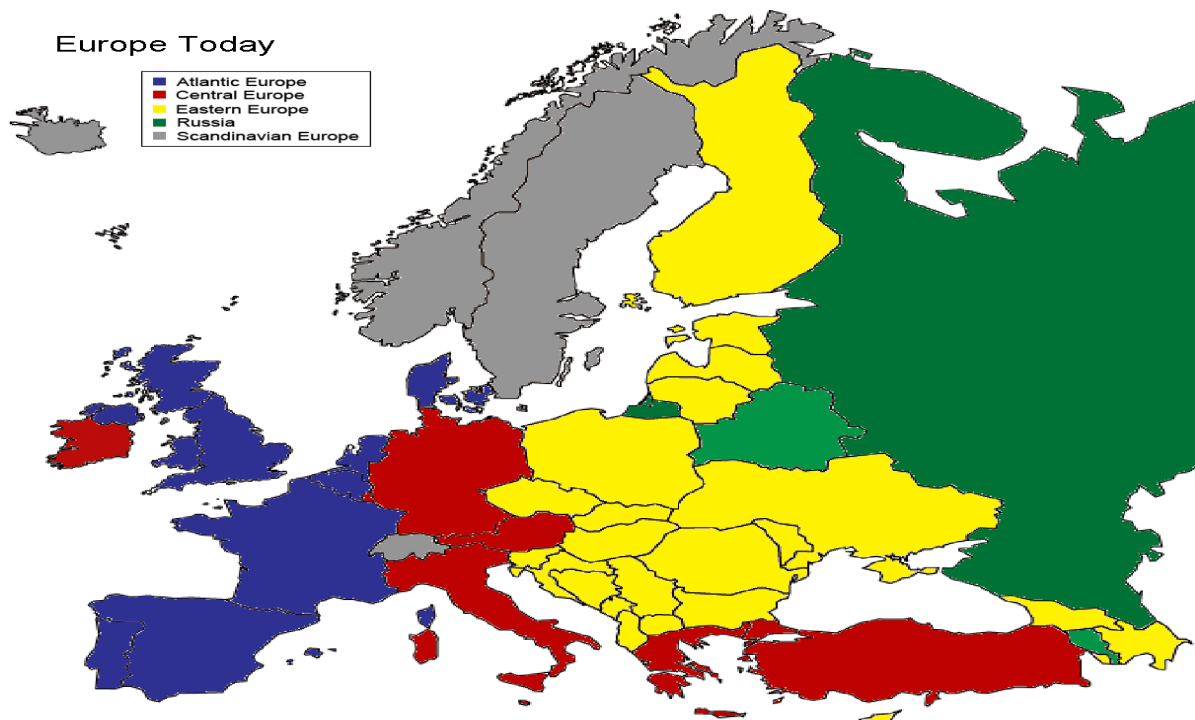 Europe Today
Atlantic Europe
Central Europe
Eastern Europe
Russia
Scandinavian Europe